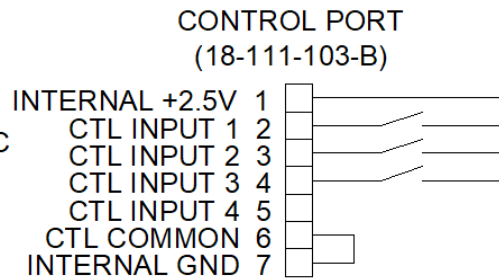 CONTROL PORT
(18-111-103-B)
INTERNAL +2.5V 1
CTL INPUT 1 2
C
CTL INPUT 2 3
CTL INPUT 3 4
CTL INPUT 4 5
CTL COMMON 6
INTERNAL GND 7